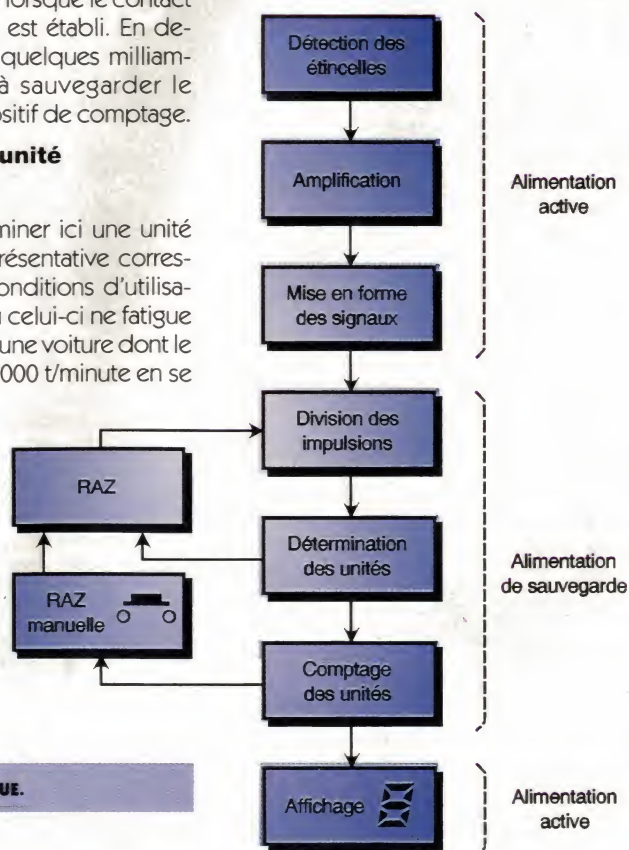 lorsque le contact
est établi. En de-
quelques milliam-
à sauvegarder le
sitif de comptage.
unité
miner ici une unité
résentative corres-
onditions d'utilisa-
celui-ci ne fatigue
une voiture dont le
000 t/minute en se
Détection des
étincelles
Amplification
Mise en forme
des signaux
Alimentation
active
Division des
impulsions
RAZ
Détermination
des unités
RAZ
manuelle
Comptage
des unités
Alimentation
de sauvegarde
Affichage
Alimentation
active
UE.